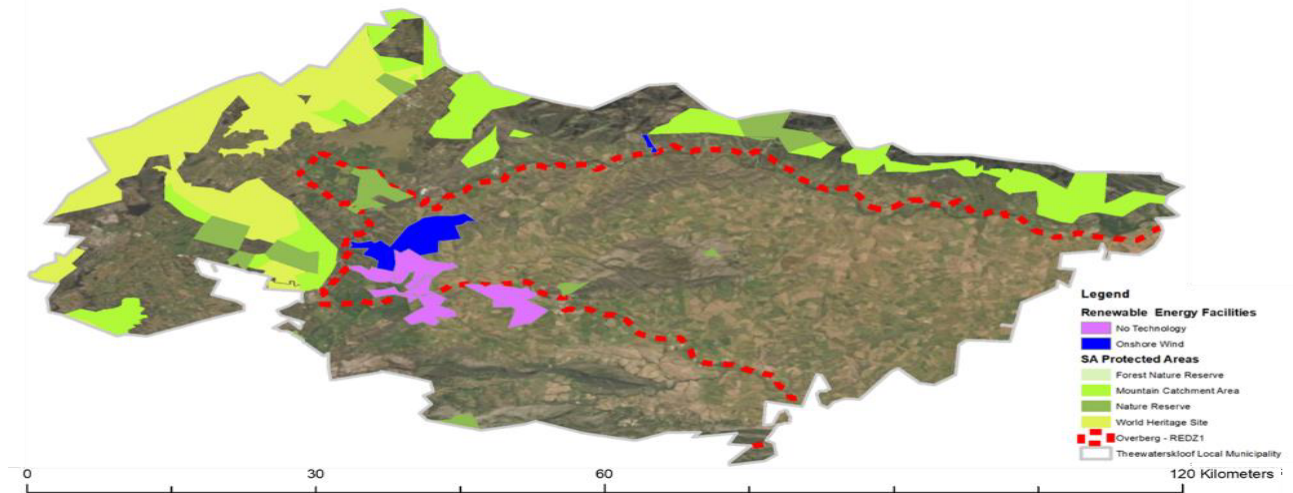 Legend
Renewable Energy Facilities
No Technology
Onshore Wind
SA Protected Areas
Forest Nature Reserve
Mountain Catchment Area
Nature Reserve
World Heritage Site
Overberg - REDZ1
Theewaterskloof Local Municipality
0 30 60 120 Kilometers